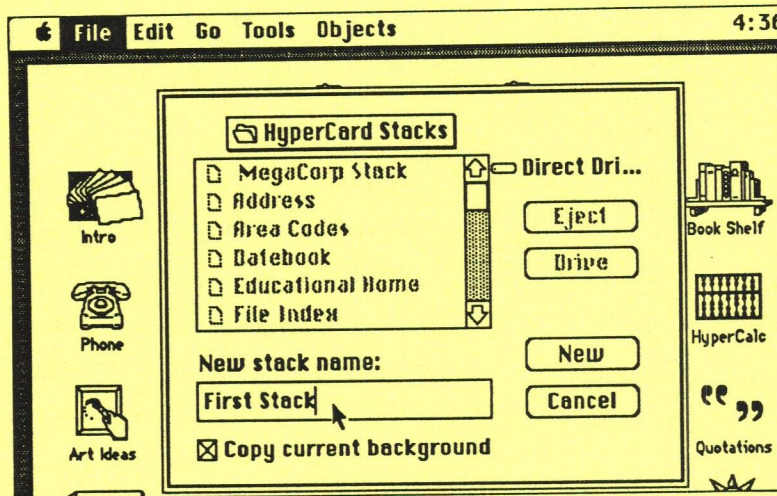 File Edit Go Tools Objects 4:36
HyperCard Stacks
MegaCorp Stack
Address
Area Codes
Datebook
Educational Home
File Index
Direct Dri...
Eject
Drive
New stack name:
First Stack
New
Cancel
Copy current background
Intro
Phone
Art Ideas
Book Shelf
HyperCalc
Quotations